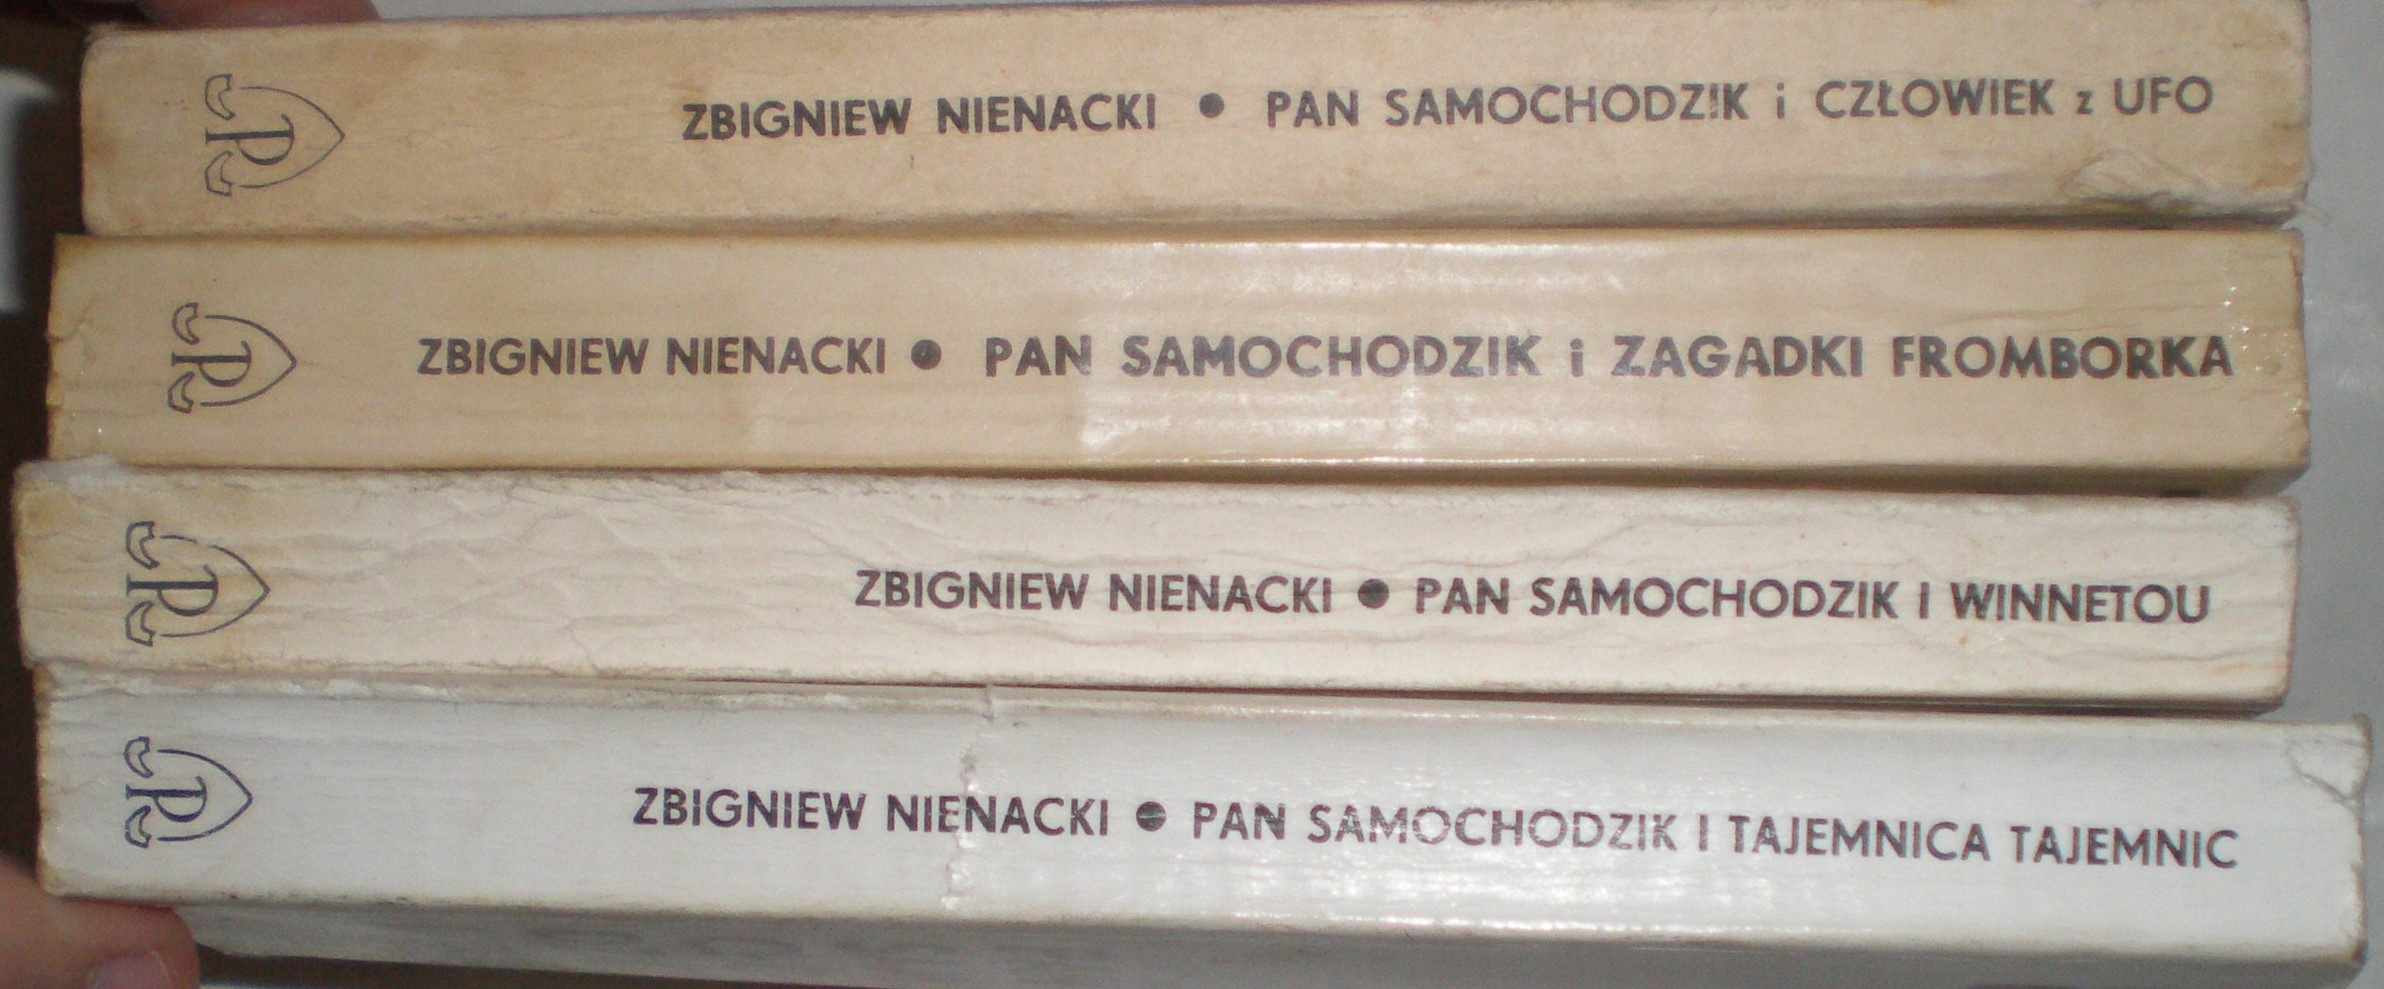 ZBIGNIEW NIENACKI ● PAN SAMOCHODZIK i CZŁOWIEK z UFO
ZBIGNIEW NIENACKI ● PAN SAMOCHODZIK i ZAGADKI FROMBORKA
ZBIGNIEW NIENACKI ● PAN SAMOCHODZIK I WINNETOU
ZBIGNIEW NIENACKI ● PAN SAMOCHODZIK I TAJEMNICA TAJEMNIC